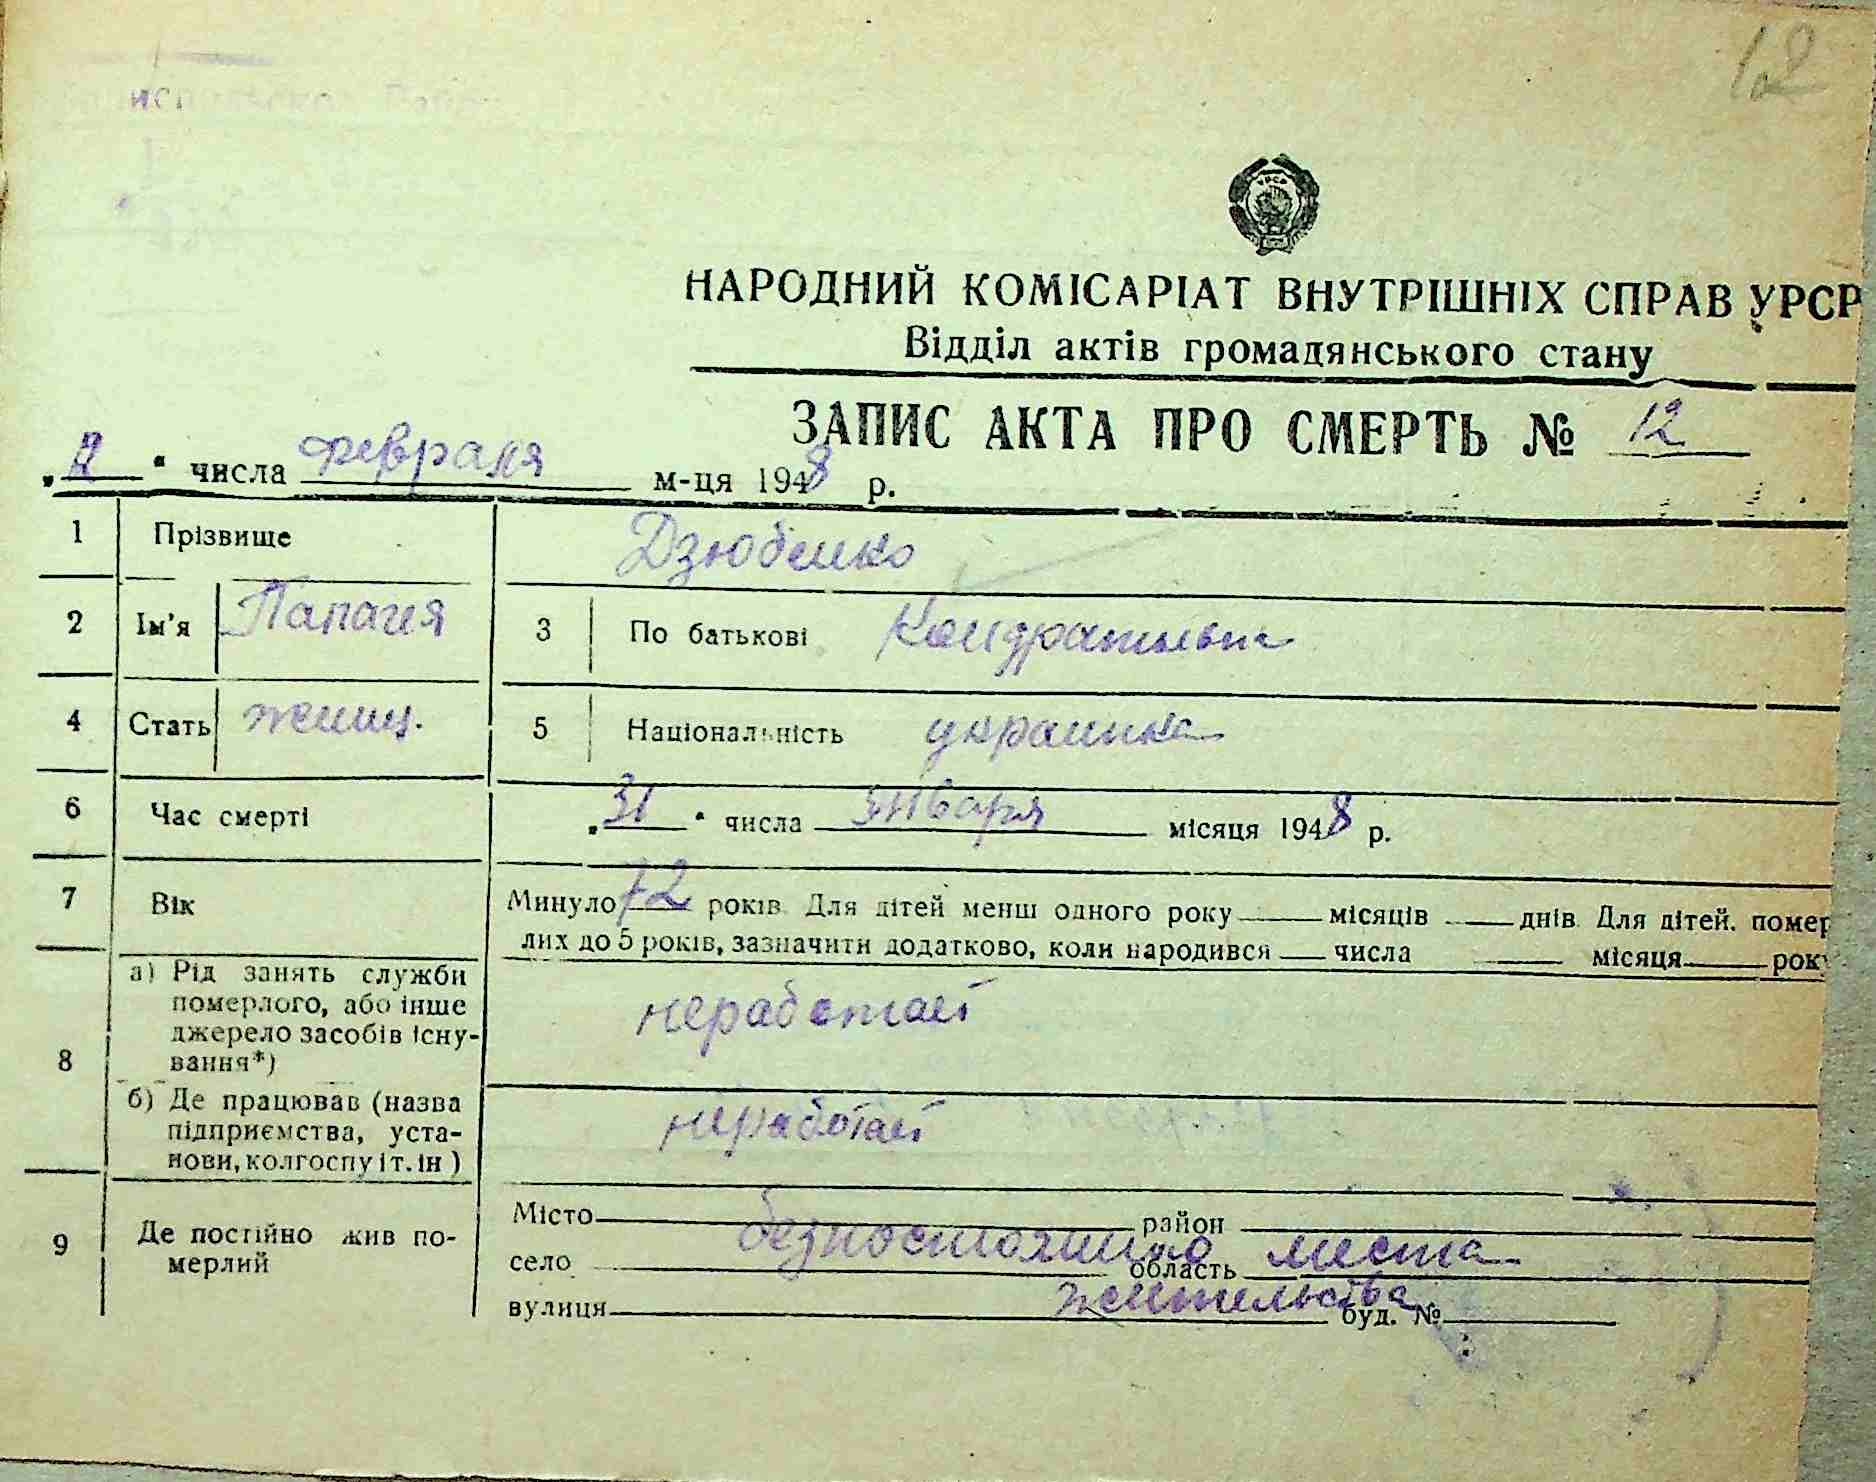 12
УРСР
НАРОДНИЙ КОМІСАРІАТ ВНУТРІШНІХ СПРАВ УРСР
Відділ актів громадянського стану
ЗАПИС АКТА ПРО СМЕРТЬ № 12
„2“ числа февраля м-ця 1948 р.
1 Прізвище Дзюбенко
2 Ім'я Палагея 3 По батькові Кондратьевна
4 Стать женщ. 5 Національність украинка
6 Час смерті „31“ числа января місяця 1948 р.
7 Вік Минуло 72 років. Для дітей менш одного року — місяців — днів. Для дітей, помер
лих до 5 років, зазначити додатково, коли народився — числа — місяця — року
8 а) Рід занять служби
померлого, або інше
джерело засобів існу-
вання*)
неработает
б) Де працював (назва
підприємства, уста-
нови, колгоспу і т. ін)
неработает
9 Де постійно жив по-
мерлий
Місто район
село безпостоянного места область
вулиця жительства буд. №